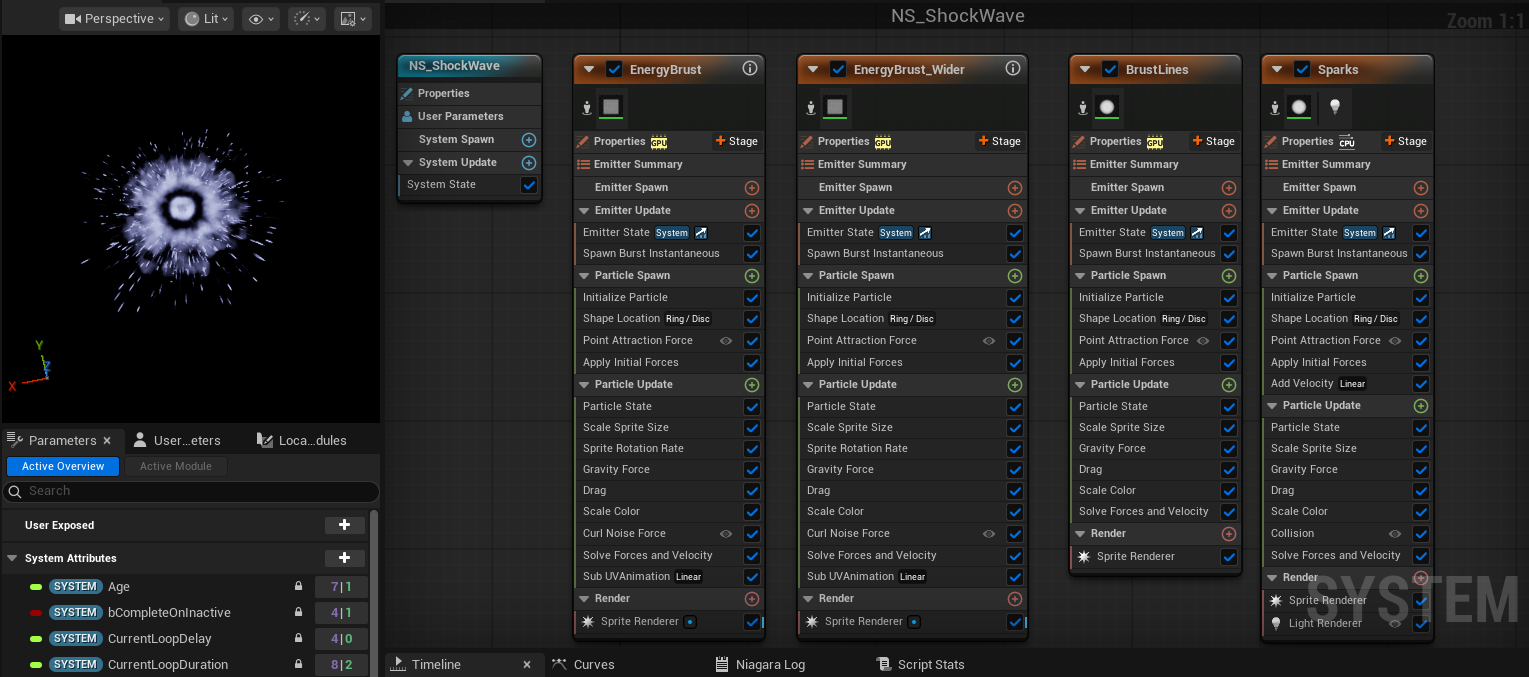 Perspective
Lit
NS_ShockWave
Zoom 1:1
X
Y
Z
Parameters
User...eters
Loca...dules
Active Overview
Active Module
Search
User Exposed
System Attributes
SYSTEM Age 7|1
SYSTEM bCompleteOnInactive 4|1
SYSTEM CurrentLoopDelay 4|0
SYSTEM CurrentLoopDuration 8|2
NS_ShockWave
Properties
User Parameters
System Spawn
System Update
System State
EnergyBrust
Properties GPU Stage
Emitter Summary
Emitter Spawn
Emitter Update
Emitter State System
Spawn Burst Instantaneous
Particle Spawn
Initialize Particle
Shape Location Ring / Disc
Point Attraction Force
Apply Initial Forces
Particle Update
Particle State
Scale Sprite Size
Sprite Rotation Rate
Gravity Force
Drag
Scale Color
Curl Noise Force
Solve Forces and Velocity
Sub UVAnimation Linear
Render
Sprite Renderer
EnergyBrust_Wider
Properties GPU Stage
Emitter Summary
Emitter Spawn
Emitter Update
Emitter State System
Spawn Burst Instantaneous
Particle Spawn
Initialize Particle
Shape Location Ring / Disc
Point Attraction Force
Apply Initial Forces
Particle Update
Particle State
Scale Sprite Size
Sprite Rotation Rate
Gravity Force
Drag
Scale Color
Curl Noise Force
Solve Forces and Velocity
Sub UVAnimation Linear
Render
Sprite Renderer
BrustLines
Properties GPU Stage
Emitter Summary
Emitter Spawn
Emitter Update
Emitter State System
Spawn Burst Instantaneous
Particle Spawn
Initialize Particle
Shape Location Ring / Disc
Point Attraction Force
Apply Initial Forces
Particle Update
Particle State
Scale Sprite Size
Gravity Force
Drag
Scale Color
Solve Forces and Velocity
Render
Sprite Renderer
Sparks
Properties CPU Stage
Emitter Summary
Emitter Spawn
Emitter Update
Emitter State System
Spawn Burst Instantaneous
Particle Spawn
Initialize Particle
Shape Location Ring / Disc
Point Attraction Force
Apply Initial Forces
Add Velocity Linear
Particle Update
Particle State
Scale Sprite Size
Gravity Force
Drag
Scale Color
Collision
Solve Forces and Velocity
Render
Sprite Renderer
Light Renderer
SYSTEM
Timeline
Curves
Niagara Log
Script Stats